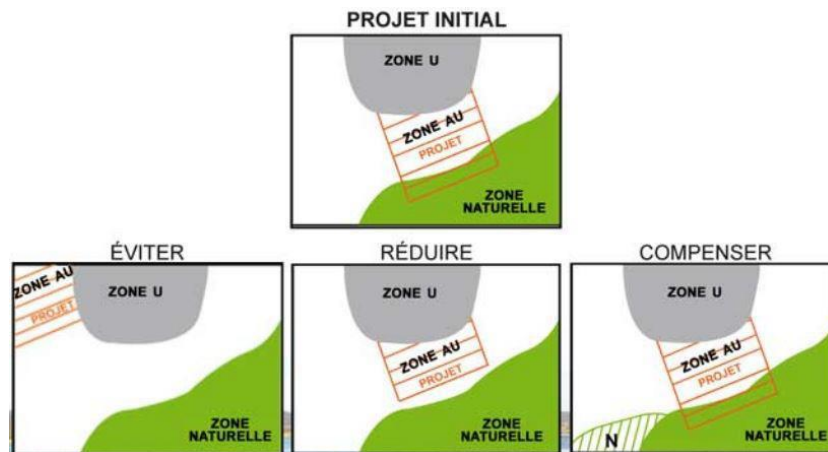 PROJET INITIAL
ZONE U
ZONE AU
PROJET
ZONE
NATURELLE
ÉVITER
ZONE AU
PROJET
ZONE U
ZONE
NATURELLE
RÉDUIRE
ZONE U
ZONE AU
PROJET
ZONE
NATURELLE
COMPENSER
ZONE U
ZONE AU
PROJET
N
ZONE
NATURELLE